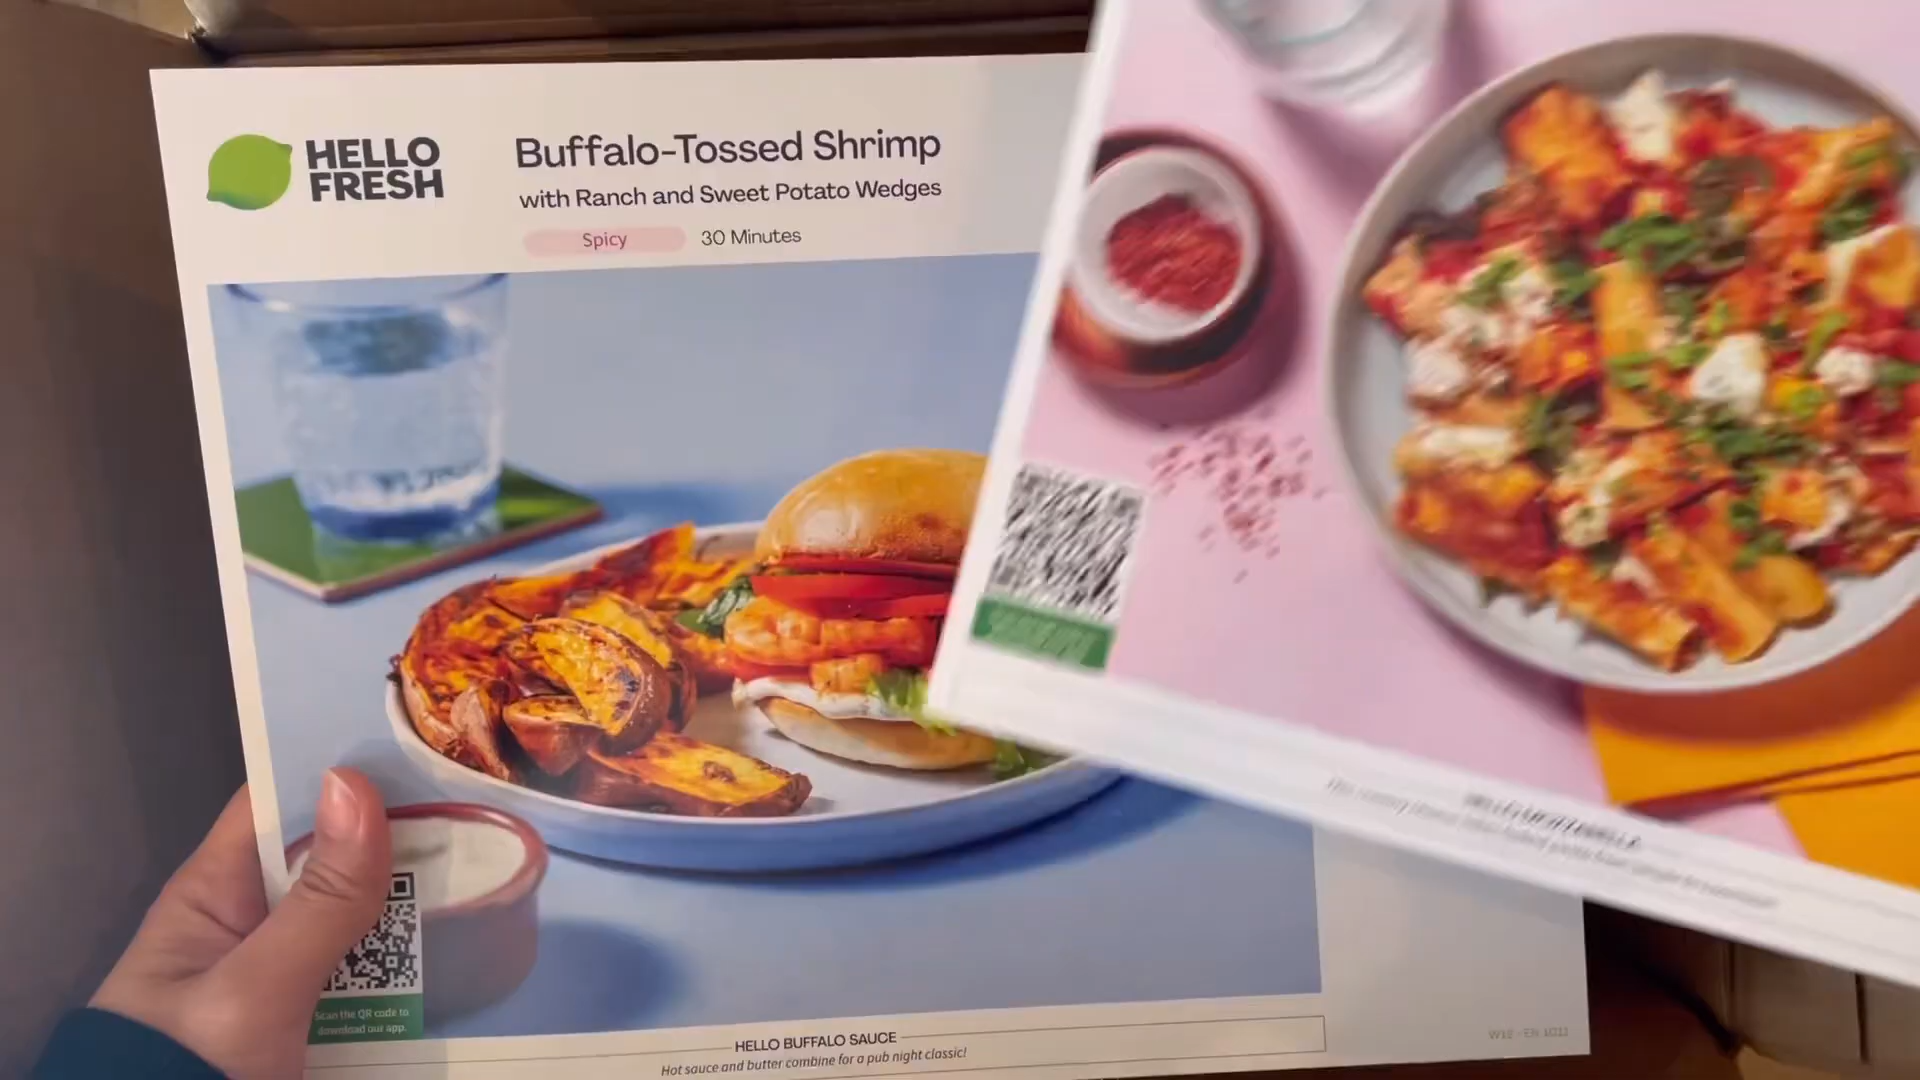 HELLO
FRESH
Buffalo-Tossed Shrimp
with Ranch and Sweet Potato Wedges
Spicy
30 Minutes
Scan the QR code to
download our app.
HELLO BUFFALO SAUCE
Hot sauce and butter combine for a pub night classic!